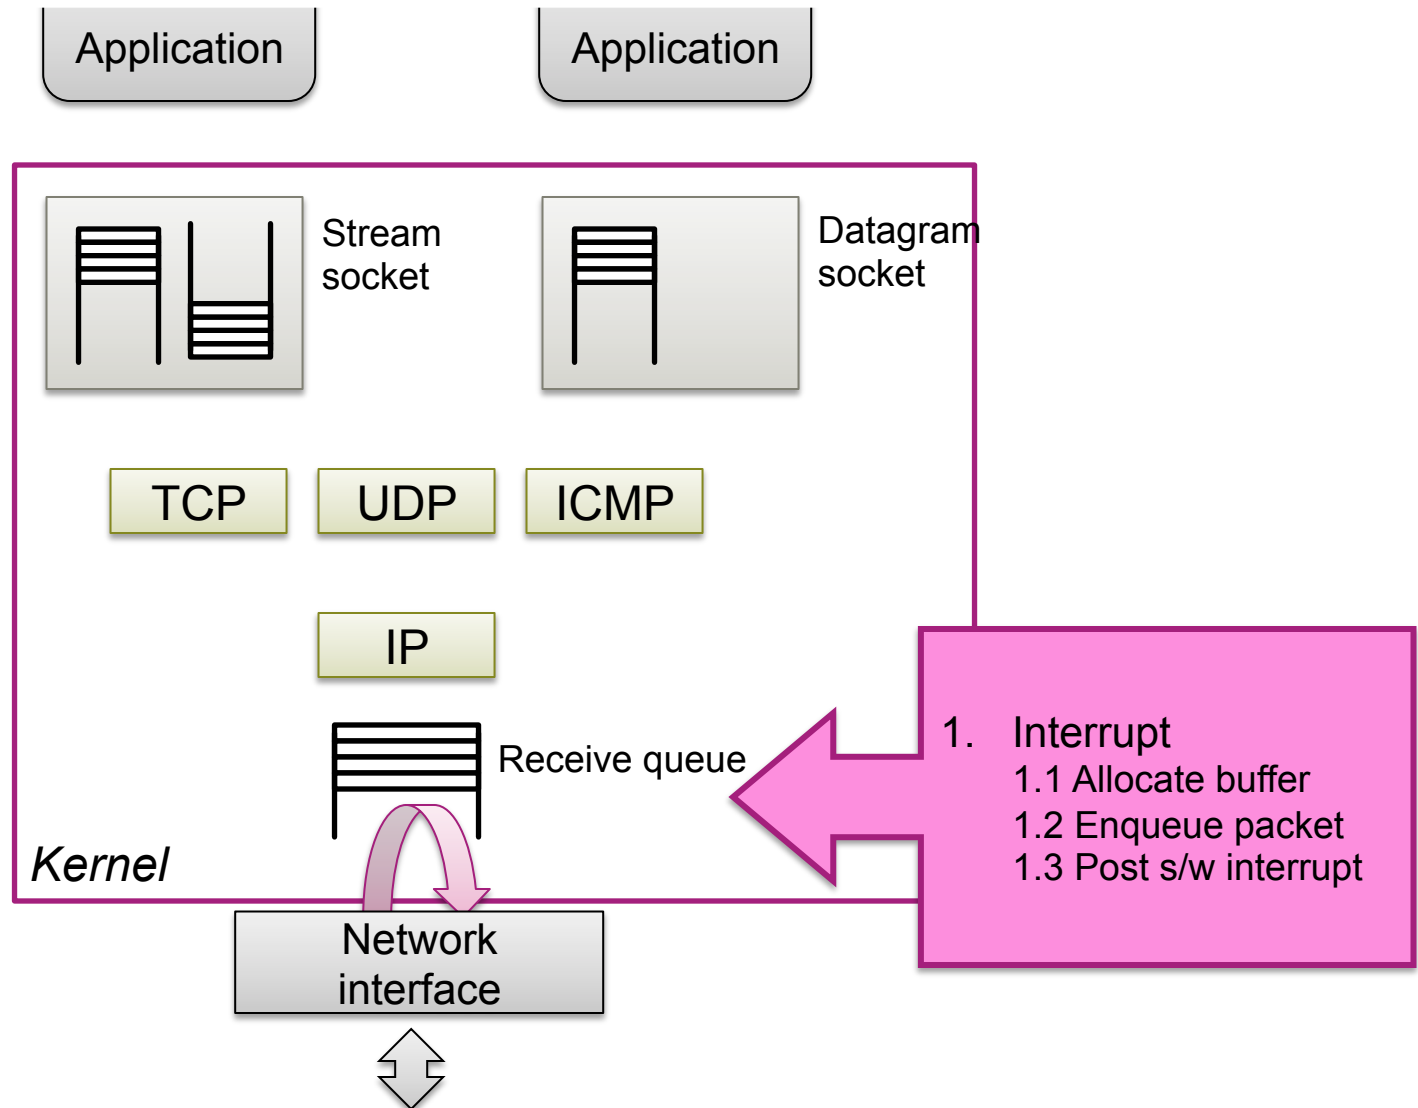 Application
Application
Stream
socket
Datagram
socket
TCP
UDP
ICMP
IP
Receive queue
1. Interrupt
1.1 Allocate buffer
1.2 Enqueue packet
1.3 Post s/w interrupt
Kernel
Network
interface